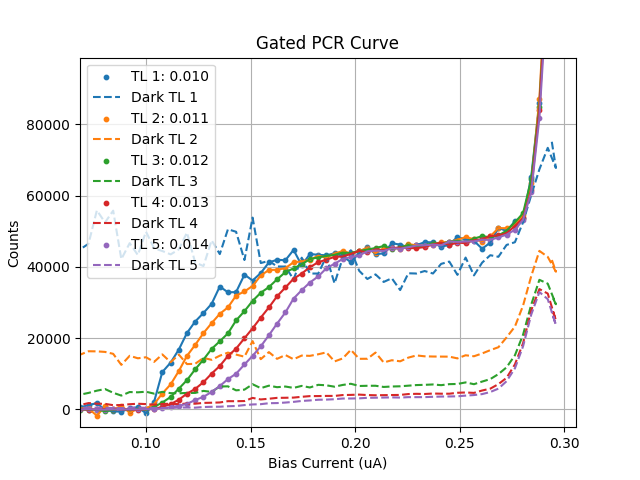 Gated PCR Curve
TL 1: 0.010
Dark TL 1
TL 2: 0.011
Dark TL 2
TL 3: 0.012
Dark TL 3
TL 4: 0.013
Dark TL 4
TL 5: 0.014
Dark TL 5
Counts
80000
60000
40000
20000
0
0.10
0.15
0.20
0.25
0.30
Bias Current (uA)